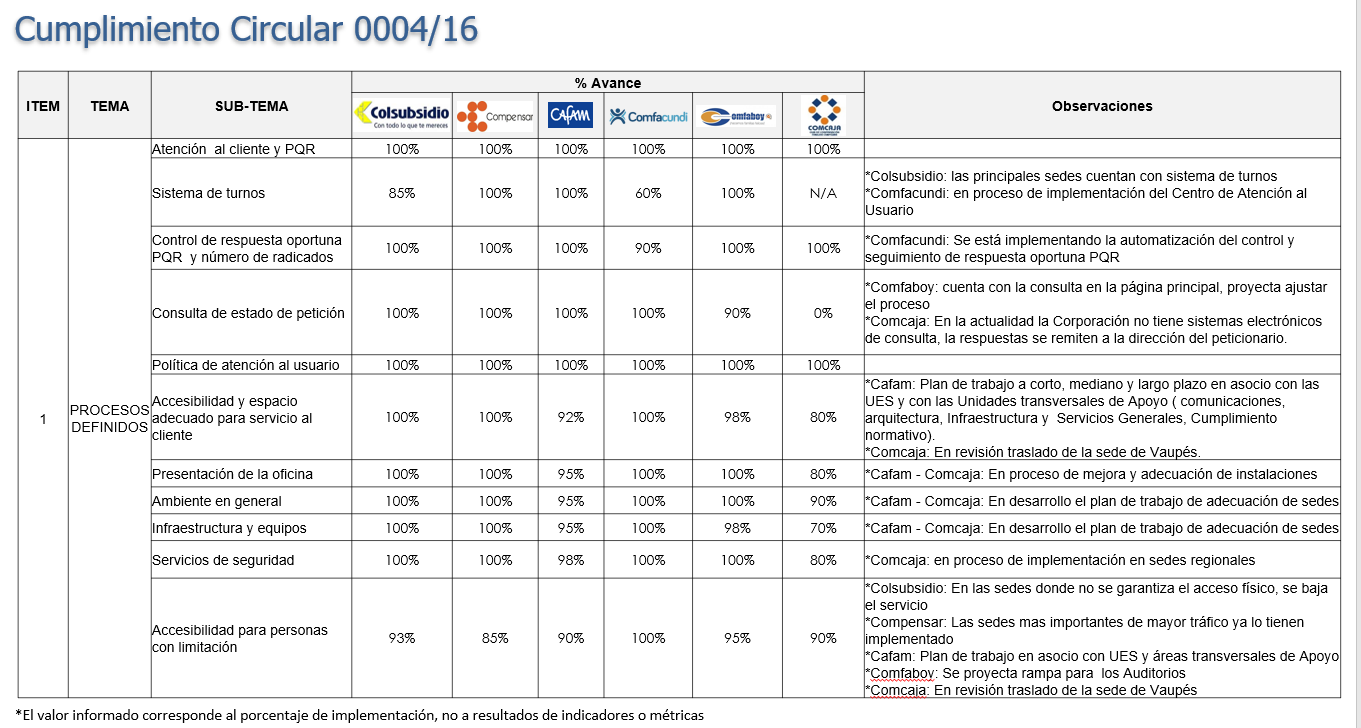 Cumplimiento Circular 0004/16
ITEM TEMA SUB-TEMA % Avance Observaciones
Colsubsidio Compensar CAFAM Comfacundi Comfaboy COMCAJA
Con todo lo que te mereces
Atención al cliente y PQR 100% 100% 100% 100% 100% 100%
Sistema de turnos 85% 100% 100% 60% 100% N/A
*Colsubsidio: las principales sedes cuentan con sistema de turnos
*Comfacundi: en proceso de implementación del Centro de Atención al
Usuario
Control de respuesta oportuna
PQR y número de radicados 100% 100% 100% 90% 100% 100%
*Comfacundi: Se está implementando la automatización del control y
seguimiento de respuesta oportuna PQR
Consulta de estado de petición 100% 100% 100% 100% 90% 0%
*Comfaboy: cuenta con la consulta en la página principal, proyecta ajustar
el proceso
*Comcaja: En la actualidad la Corporación no tiene sistemas electrónicos
de consulta, la respuestas se remiten a la dirección del peticionario.
Política de atención al usuario 100% 100% 100% 100% 100% 100%
1 PROCESOS
DEFINIDOS
Accesibilidad y espacio
adecuado para servicio al
cliente 100% 100% 92% 100% 98% 80%
*Cafam: Plan de trabajo a corto, mediano y largo plazo en asocio con las
UES y con las Unidades transversales de Apoyo ( comunicaciones,
arquitectura, Infraestructura y Servicios Generales, Cumplimiento
normativo).
*Comcaja: En revisión traslado de la sede de Vaupés.
Presentación de la oficina 100% 100% 95% 100% 100% 80% *Cafam - Comcaja: En proceso de mejora y adecuación de instalaciones
Ambiente en general 100% 100% 95% 100% 100% 90% *Cafam - Comcaja: En desarrollo el plan de trabajo de adecuación de sedes
Infraestructura y equipos 100% 100% 95% 100% 98% 70% *Cafam - Comcaja: En desarrollo el plan de trabajo de adecuación de sedes
Servicios de seguridad 100% 100% 98% 100% 100% 80% *Comcaja: en proceso de implementación en sedes regionales
Accesibilidad para personas
con limitación 93% 85% 90% 100% 95% 90%
*Colsubsidio: En las sedes donde no se garantiza el acceso físico, se baja
el servicio
*Compensar: Las sedes mas importantes de mayor tráfico ya lo tienen
implementado
*Cafam: Plan de trabajo en asocio con UES y áreas transversales de Apoyo
*Comfaboy: Se proyecta rampa para los Auditorios
*Comcaja: En revisión traslado de la sede de Vaupés
*El valor informado corresponde al porcentaje de implementación, no a resultados de indicadores o métricas